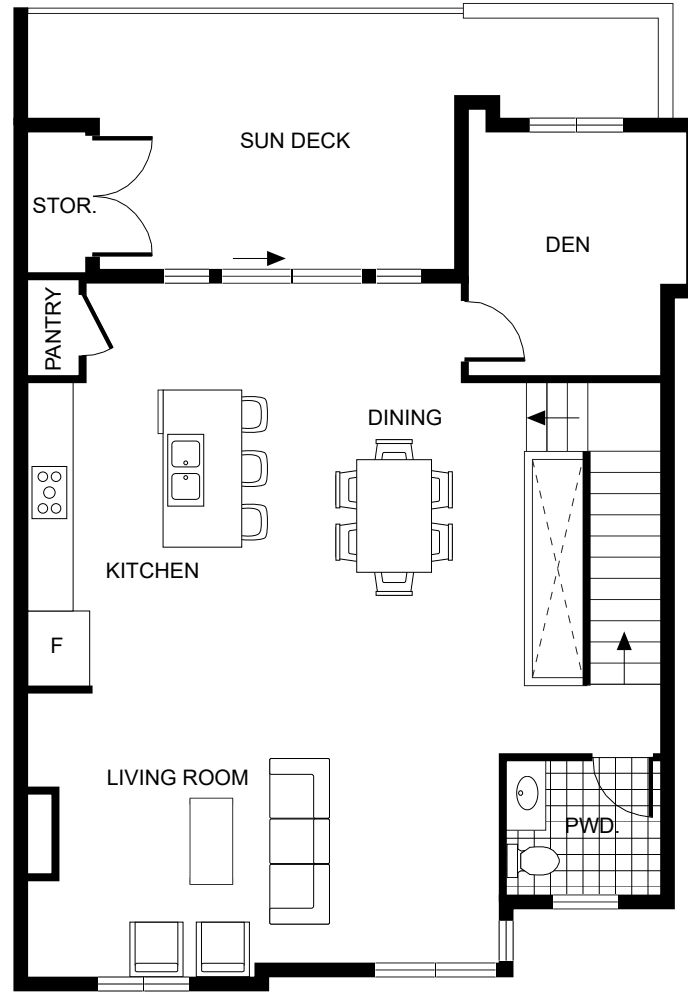 SUN DECK
STOR.
DEN
PANTRY
DINING
KITCHEN
F
LIVING ROOM
PWD.